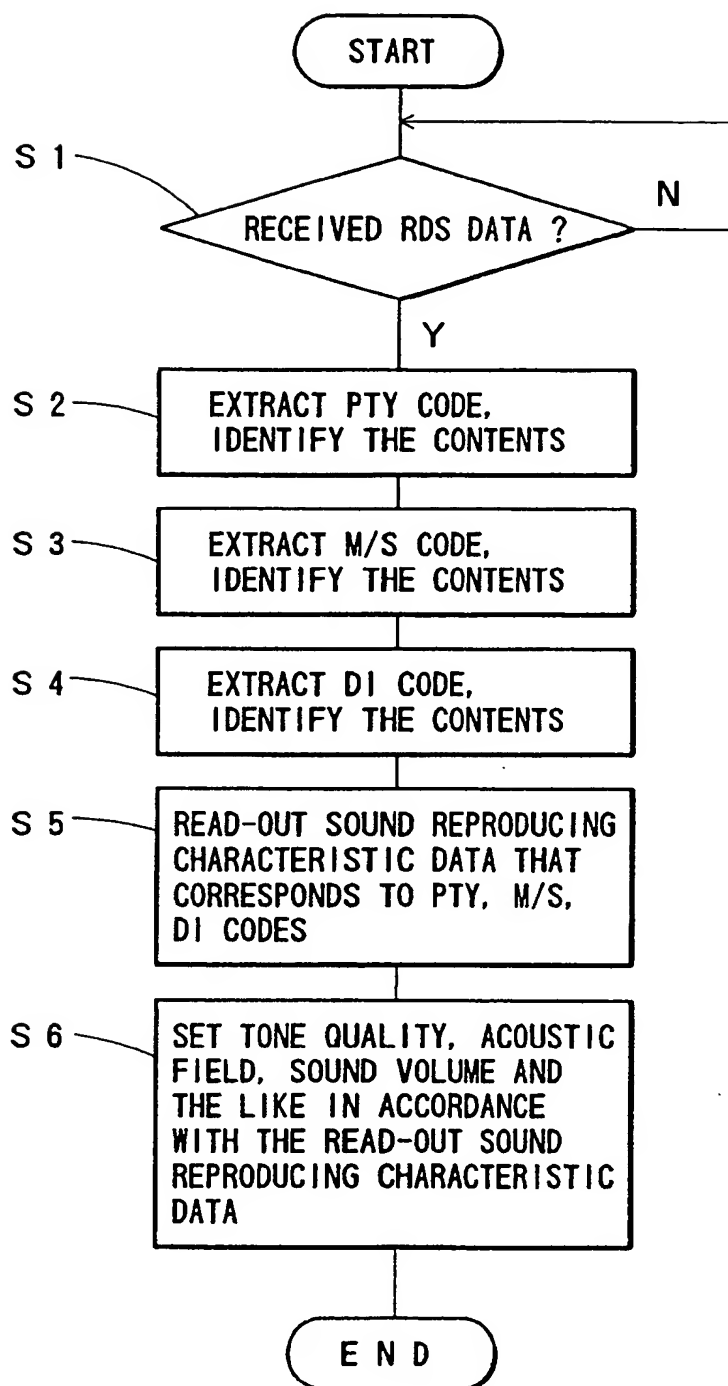 START
S 1
RECEIVED RDS DATA ?
N
Y
S 2
EXTRACT PTY CODE,
IDENTIFY THE CONTENTS
S 3
EXTRACT M/S CODE,
IDENTIFY THE CONTENTS
S 4
EXTRACT DI CODE,
IDENTIFY THE CONTENTS
S 5
READ-OUT SOUND REPRODUCING
CHARACTERISTIC DATA THAT
CORRESPONDS TO PTY, M/S,
DI CODES
S 6
SET TONE QUALITY, ACOUSTIC
FIELD, SOUND VOLUME AND
THE LIKE IN ACCORDANCE
WITH THE READ-OUT SOUND
REPRODUCING CHARACTERISTIC
DATA
E N D